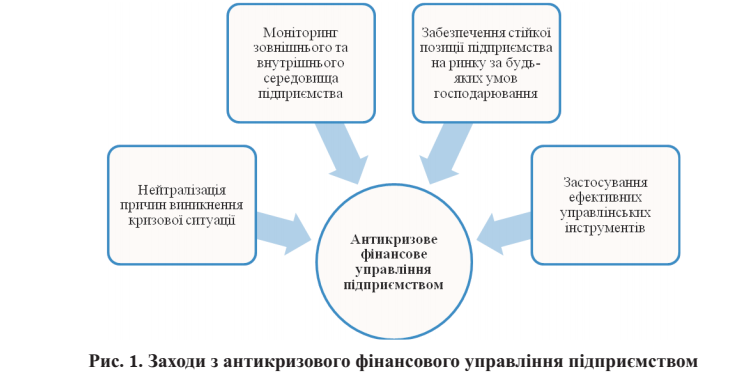 Моніторинг
зовнішнього та
внутрішнього
середовища
підприємства
Забезпечення стійкої
позиції підприємства
на ринку за будь-
яких умов
господарювання
Нейтралізація
причин виникнення
кризової ситуації
Застосування
ефективних
управлінських
інструментів
Антикризове
фінансове
управління
підприємством
Рис. 1. Заходи з антикризового фінансового управління підприємством